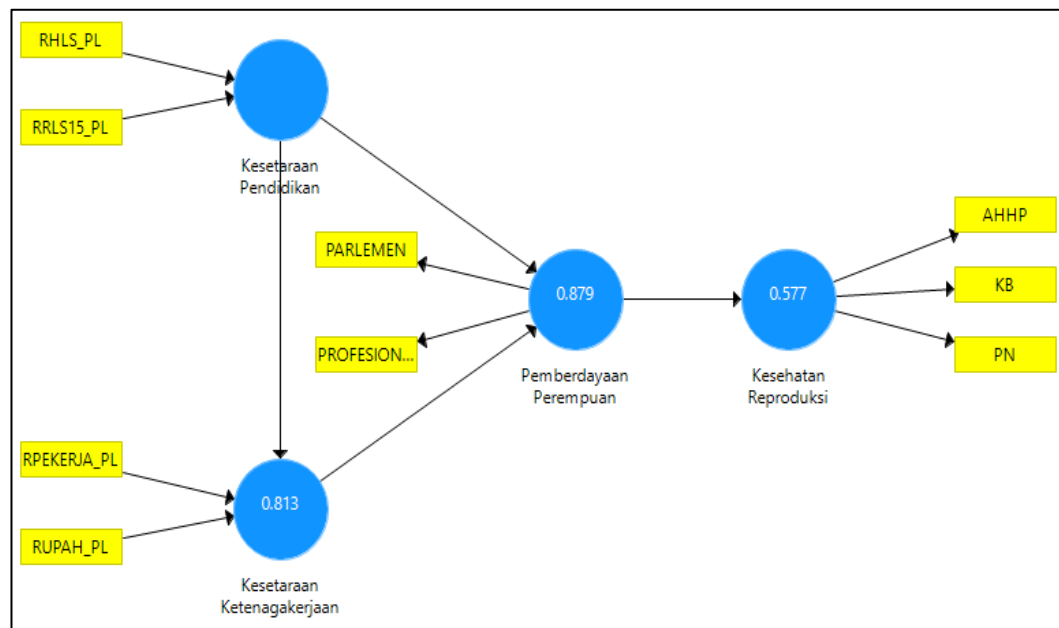 RHLS_PL
RRLS15_PL
Kesetaraan
Pendidikan
PARLEMEN
PROFESION...
0.879
Pemberdayaan
Perempuan
0.577
Kesehatan
Reproduksi
AHHP
KB
PN
RPEKERJA_PL
RUPAH_PL
0.813
Kesetaraan
Ketenagakerjaan